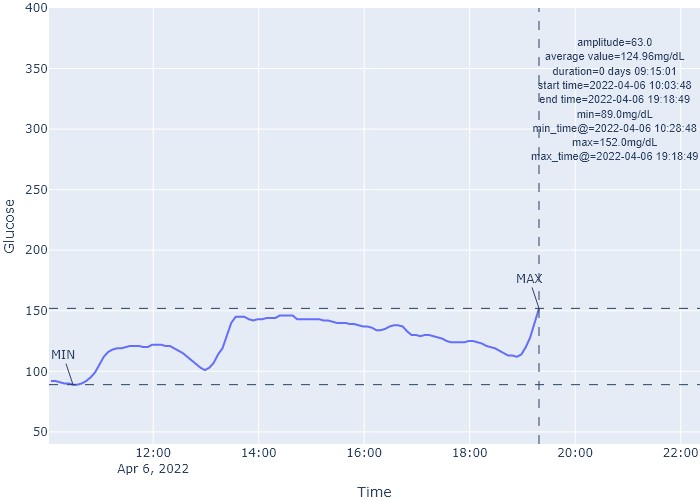 400
350
300
250
200
150
100
50
Glucose
amplitude=63.0
average value=124.96mg/dL
duration=0 days 09:15:01
start time=2022-04-06 10:03:48
end time=2022-04-06 19:18:49
min=89.0mg/dL
min_time@=2022-04-06 10:28:48
max=152.0mg/dL
max_time@=2022-04-06 19:18:49
MAX
MIN
12:00 14:00 16:00 18:00 20:00 22:00
Apr 6, 2022
Time